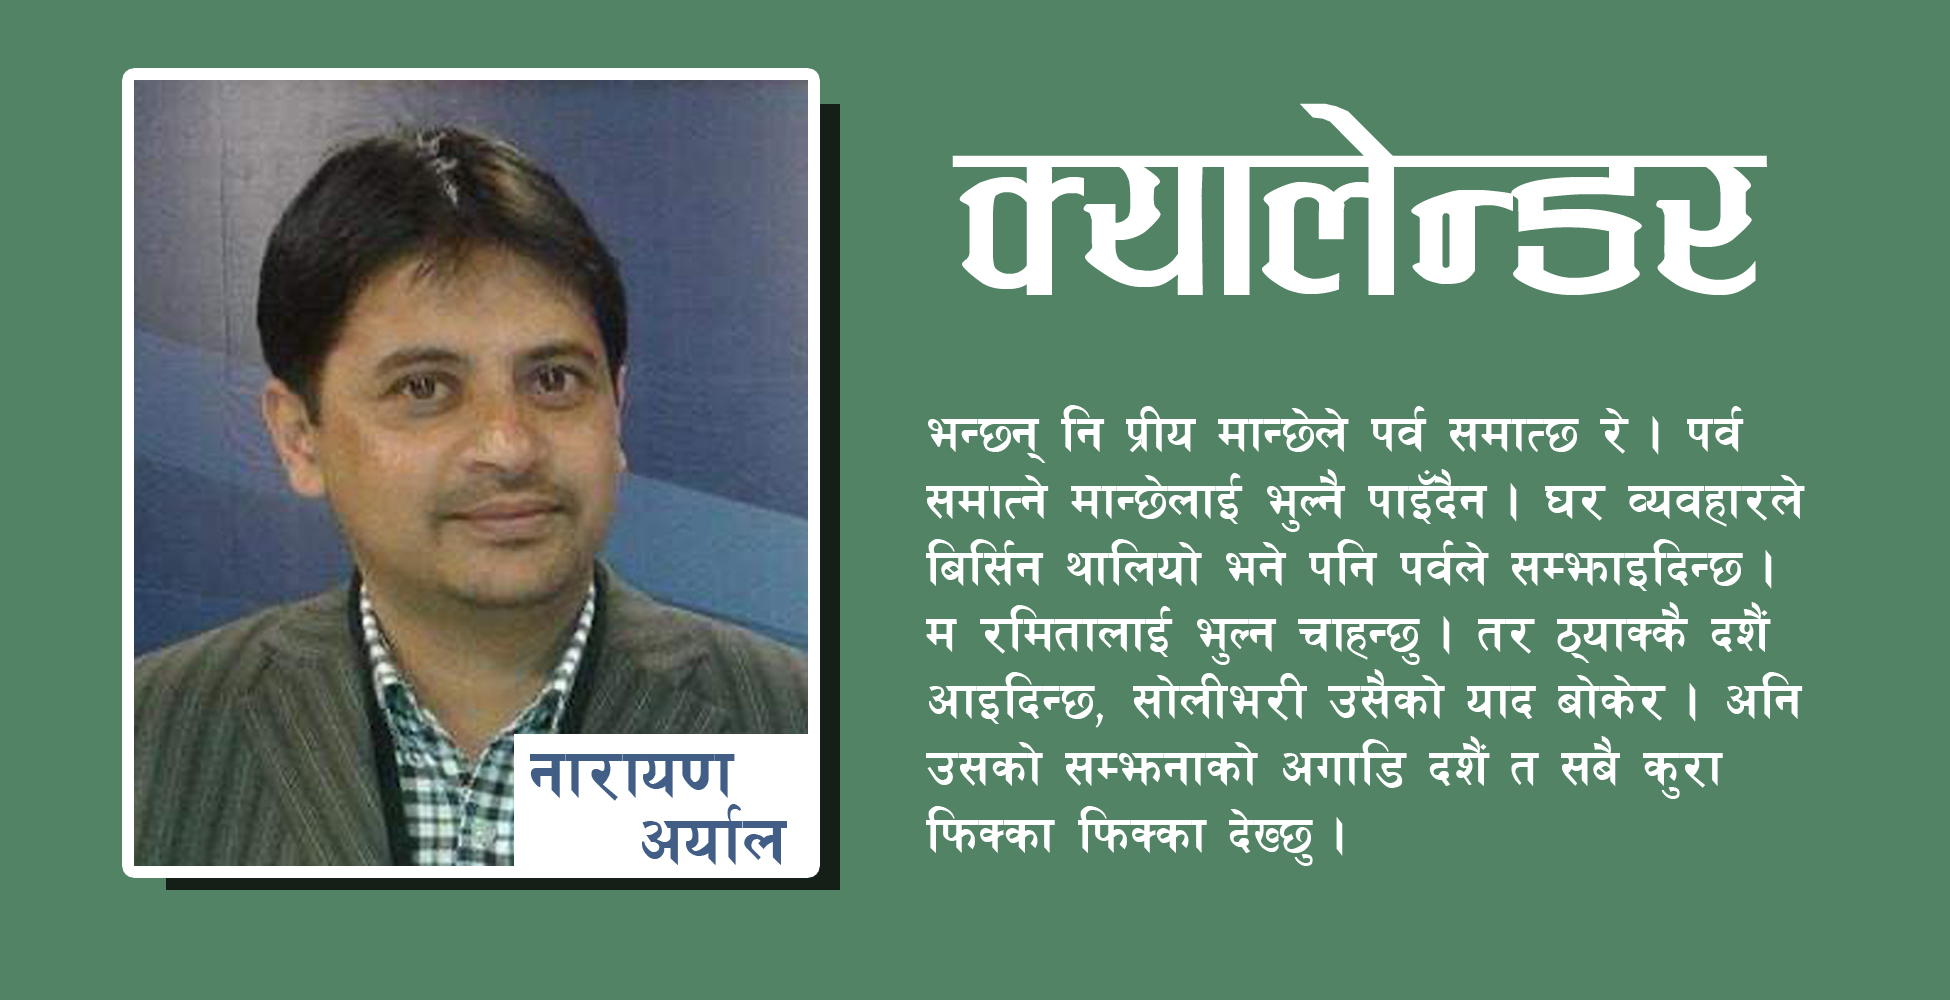 क्यालेन्डर
भन्छन् नि प्रीय मान्छेले पर्व समात्छ रे । पर्व
समात्ने मान्छेलाई भुल्नै पाइँदैन । घर व्यवहारले
बिर्सिन थालियो भने पनि पर्वले सम्झाइदिन्छ ।
म रमितालाई भुल्न चाहन्छु । तर ठ्याक्कै दशैं
आइदिन्छ, सोलीभरी उसैको याद बोकेर । अनि
उसको सम्झनाको अगाडि दशैं त सबै कुरा
फिक्का फिक्का देख्छु ।
नारायण
अर्याल